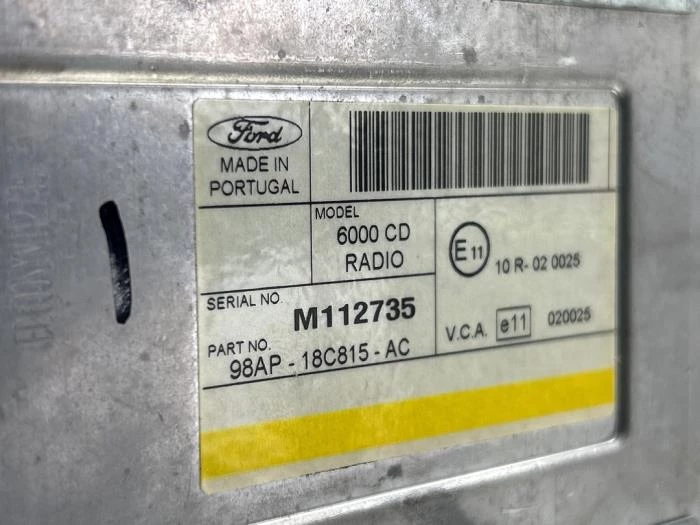 Ford
MADE IN
PORTUGAL
MODEL
6000 CD
RADIO
SERIAL NO.
M112735
PART NO.
98AP - 18C815 - AC
E 11
10 R- 02 0025
V.C.A. e11 020025